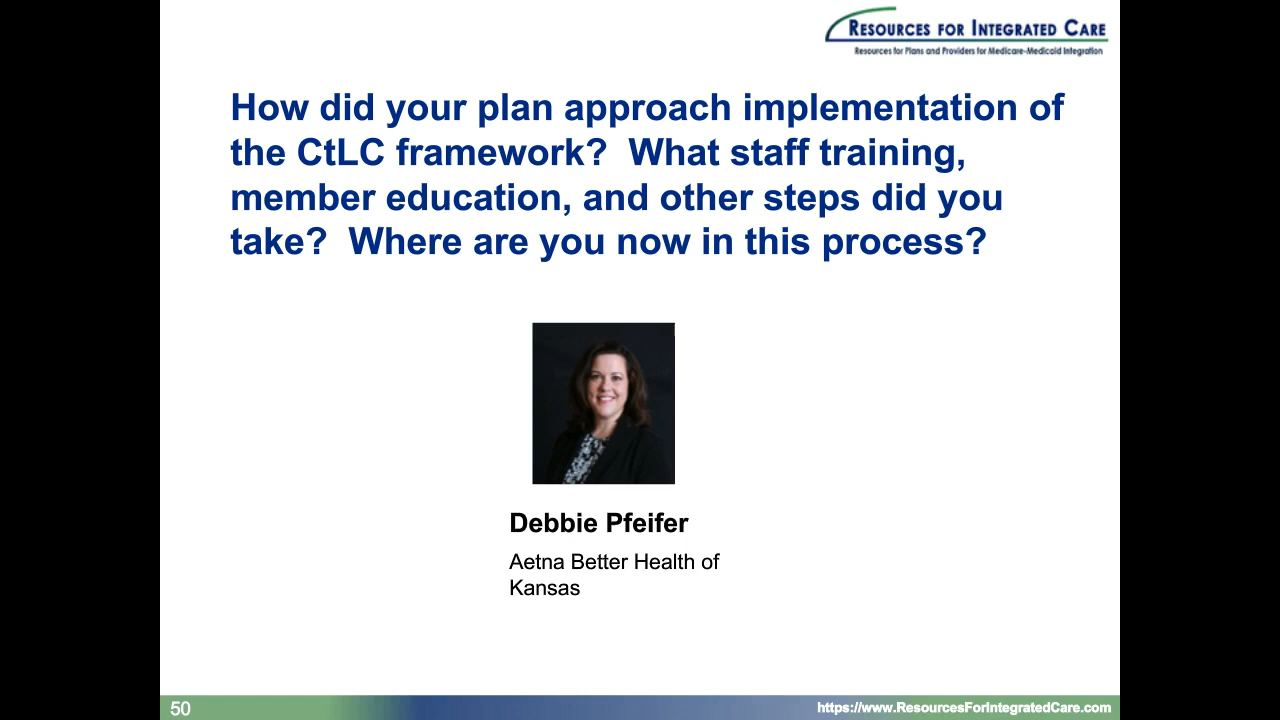 RESOURCES FOR INTEGRATED CARE
Resources for Plans and Providers for Medicare-Medicaid Integration
How did your plan approach implementation of
the CtLC framework?  What staff training,
member education, and other steps did you
take?  Where are you now in this process?
Debbie Pfeifer
Aetna Better Health of
Kansas
50
https://www.ResourcesForIntegratedCare.com